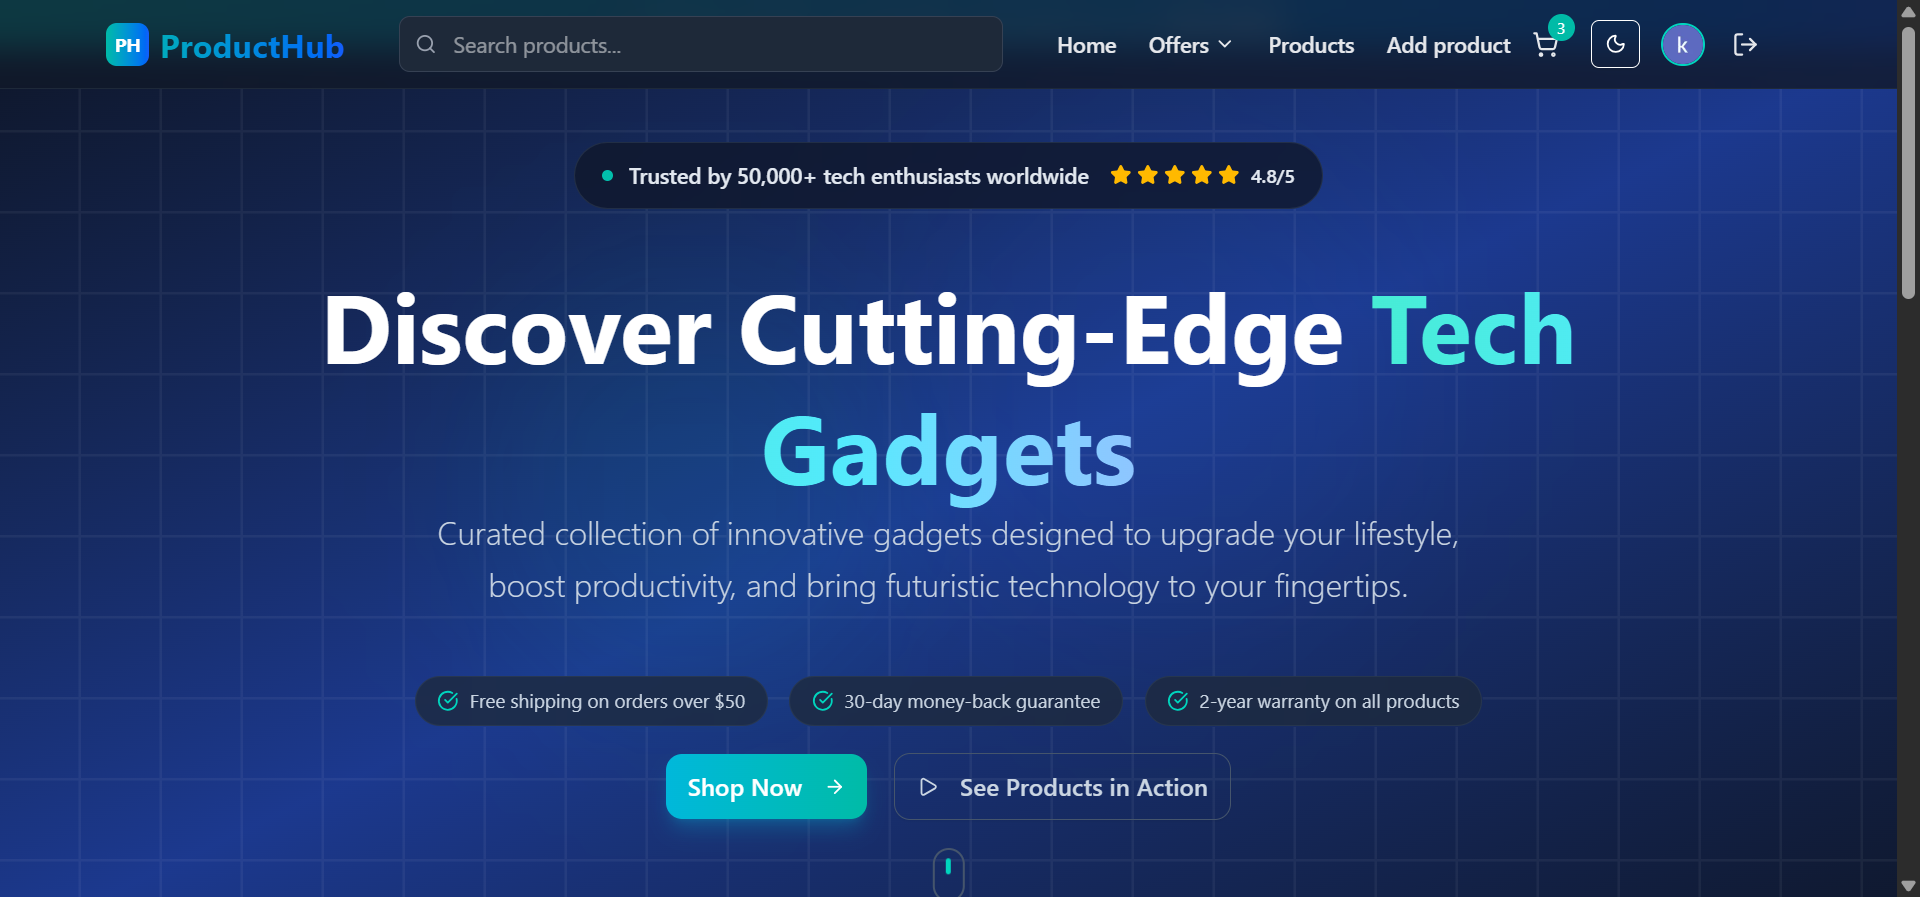 PH ProductHub
Search products...
Home
Offers
Products
Add product
3
k
Trusted by 50,000+ tech enthusiasts worldwide 4.8/5
Discover Cutting-Edge Tech
Gadgets
Curated collection of innovative gadgets designed to upgrade your lifestyle,
boost productivity, and bring futuristic technology to your fingertips.
Free shipping on orders over $50
30-day money-back guarantee
2-year warranty on all products
Shop Now
See Products in Action